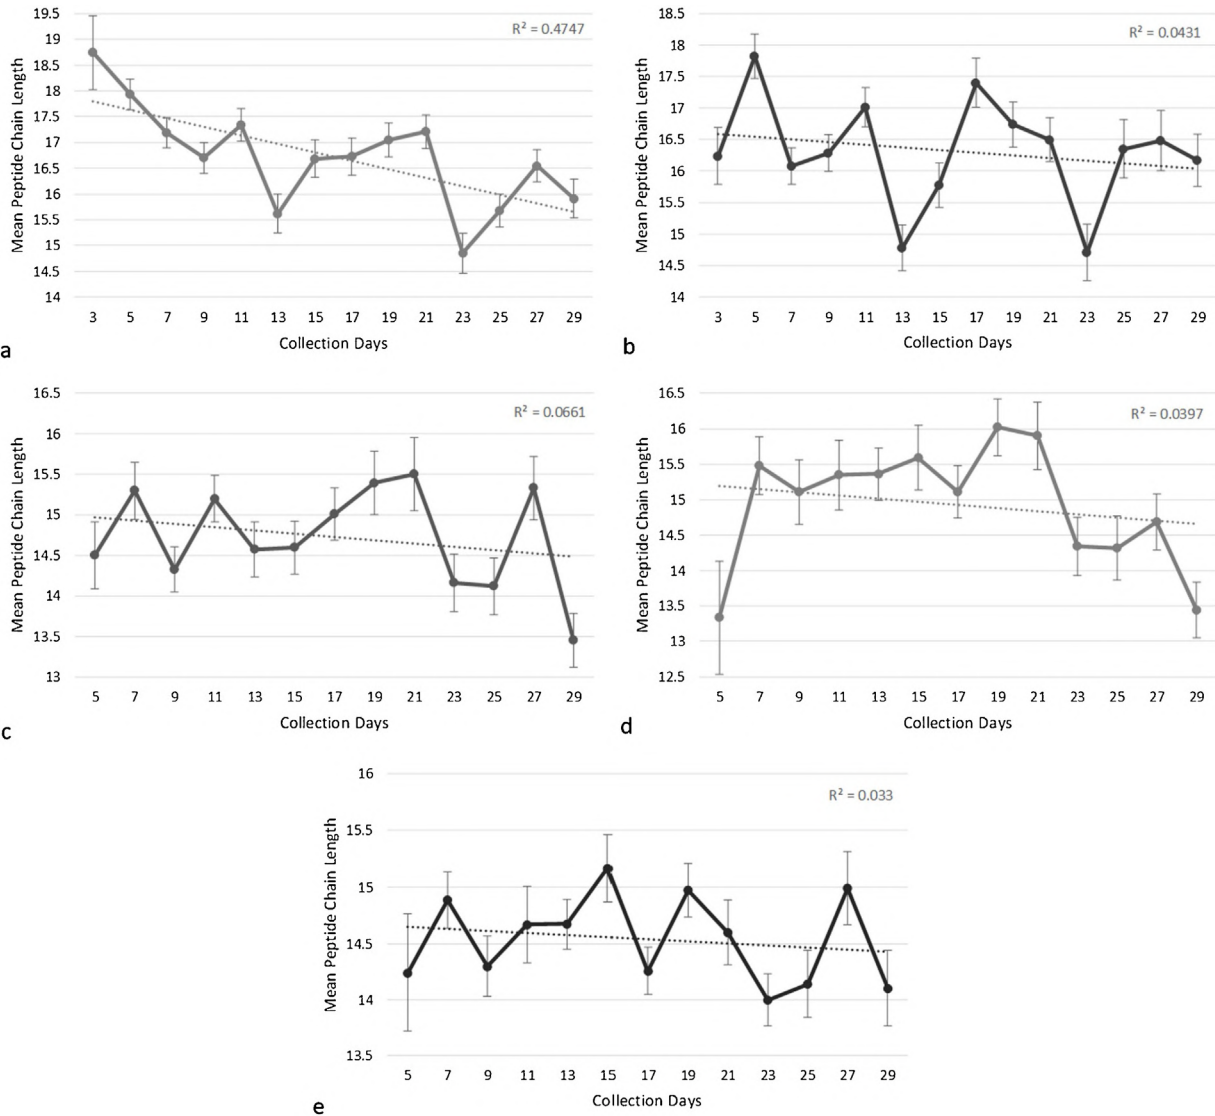 R² = 0.4747
Mean Peptide Chain Length
19.5
19
18.5
18
17.5
17
16.5
16
15.5
15
14.5
14
3 5 7 9 11 13 15 17 19 21 23 25 27 29
Collection Days
a
R² = 0.0431
Mean Peptide Chain Length
18.5
18
17.5
17
16.5
16
15.5
15
14.5
14
3 5 7 9 11 13 15 17 19 21 23 25 27 29
Collection Days
b
R² = 0.0661
Mean Peptide Chain Length
16.5
16
15.5
15
14.5
14
13.5
13
5 7 9 11 13 15 17 19 21 23 25 27 29
Collection Days
c
R² = 0.0397
Mean Peptide Chain Length
16.5
16
15.5
15
14.5
14
13.5
13
12.5
5 7 9 11 13 15 17 19 21 23 25 27 29
Collection Days
d
R² = 0.033
Mean Peptide Chain Length
16
15.5
15
14.5
14
13.5
5 7 9 11 13 15 17 19 21 23 25 27 29
Collection Days
e